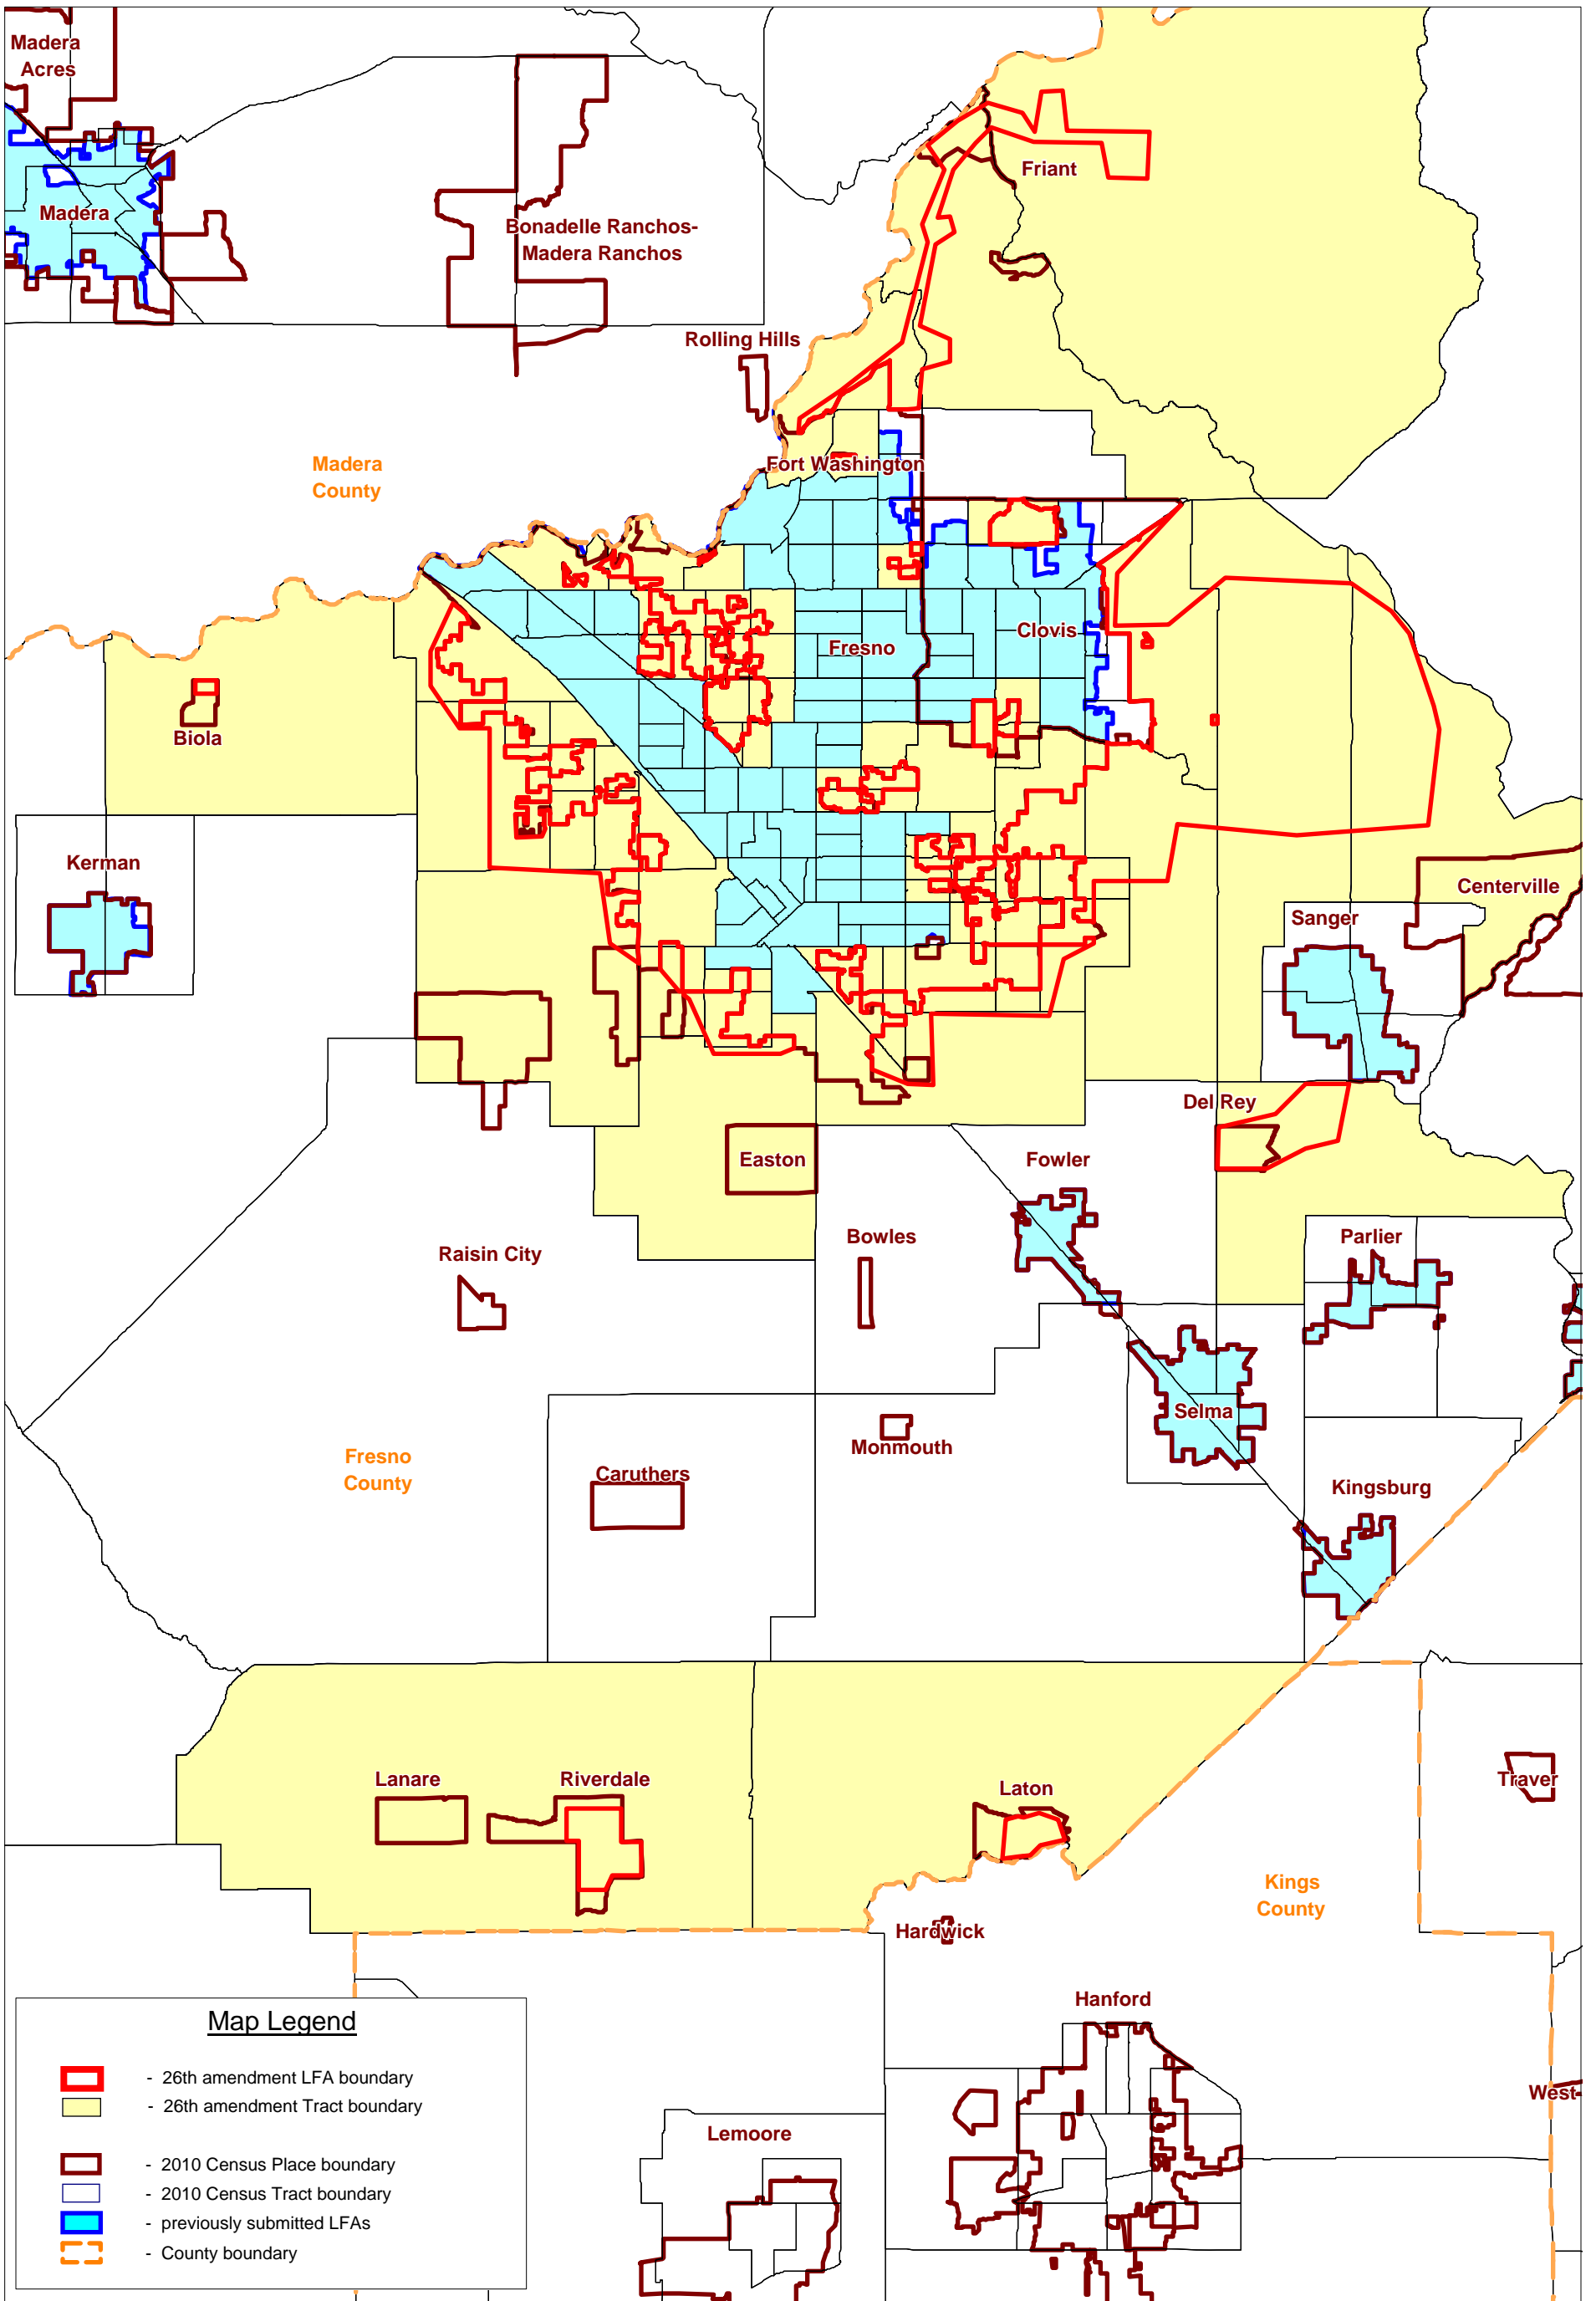 Madera
Acres
Friant
Madera
Bonadelle Ranchos-
Madera Ranchos
Rolling Hills
Madera
County
Fort Washington
Clovis
Fresno
Biola
Kerman
Centerville
Sanger
Del Rey
Easton
Fowler
Bowles
Parlier
Raisin City
Selma
Monmouth
Fresno
County
Caruthers
Kingsburg
Lanare
Riverdale
Laton
Traver
Kings
County
Hardwick
Hanford
West-
Lemoore
Map Legend
- 26th amendment LFA boundary
- 26th amendment Tract boundary
- 2010 Census Place boundary
- 2010 Census Tract boundary
- previously submitted LFAs
- County boundary